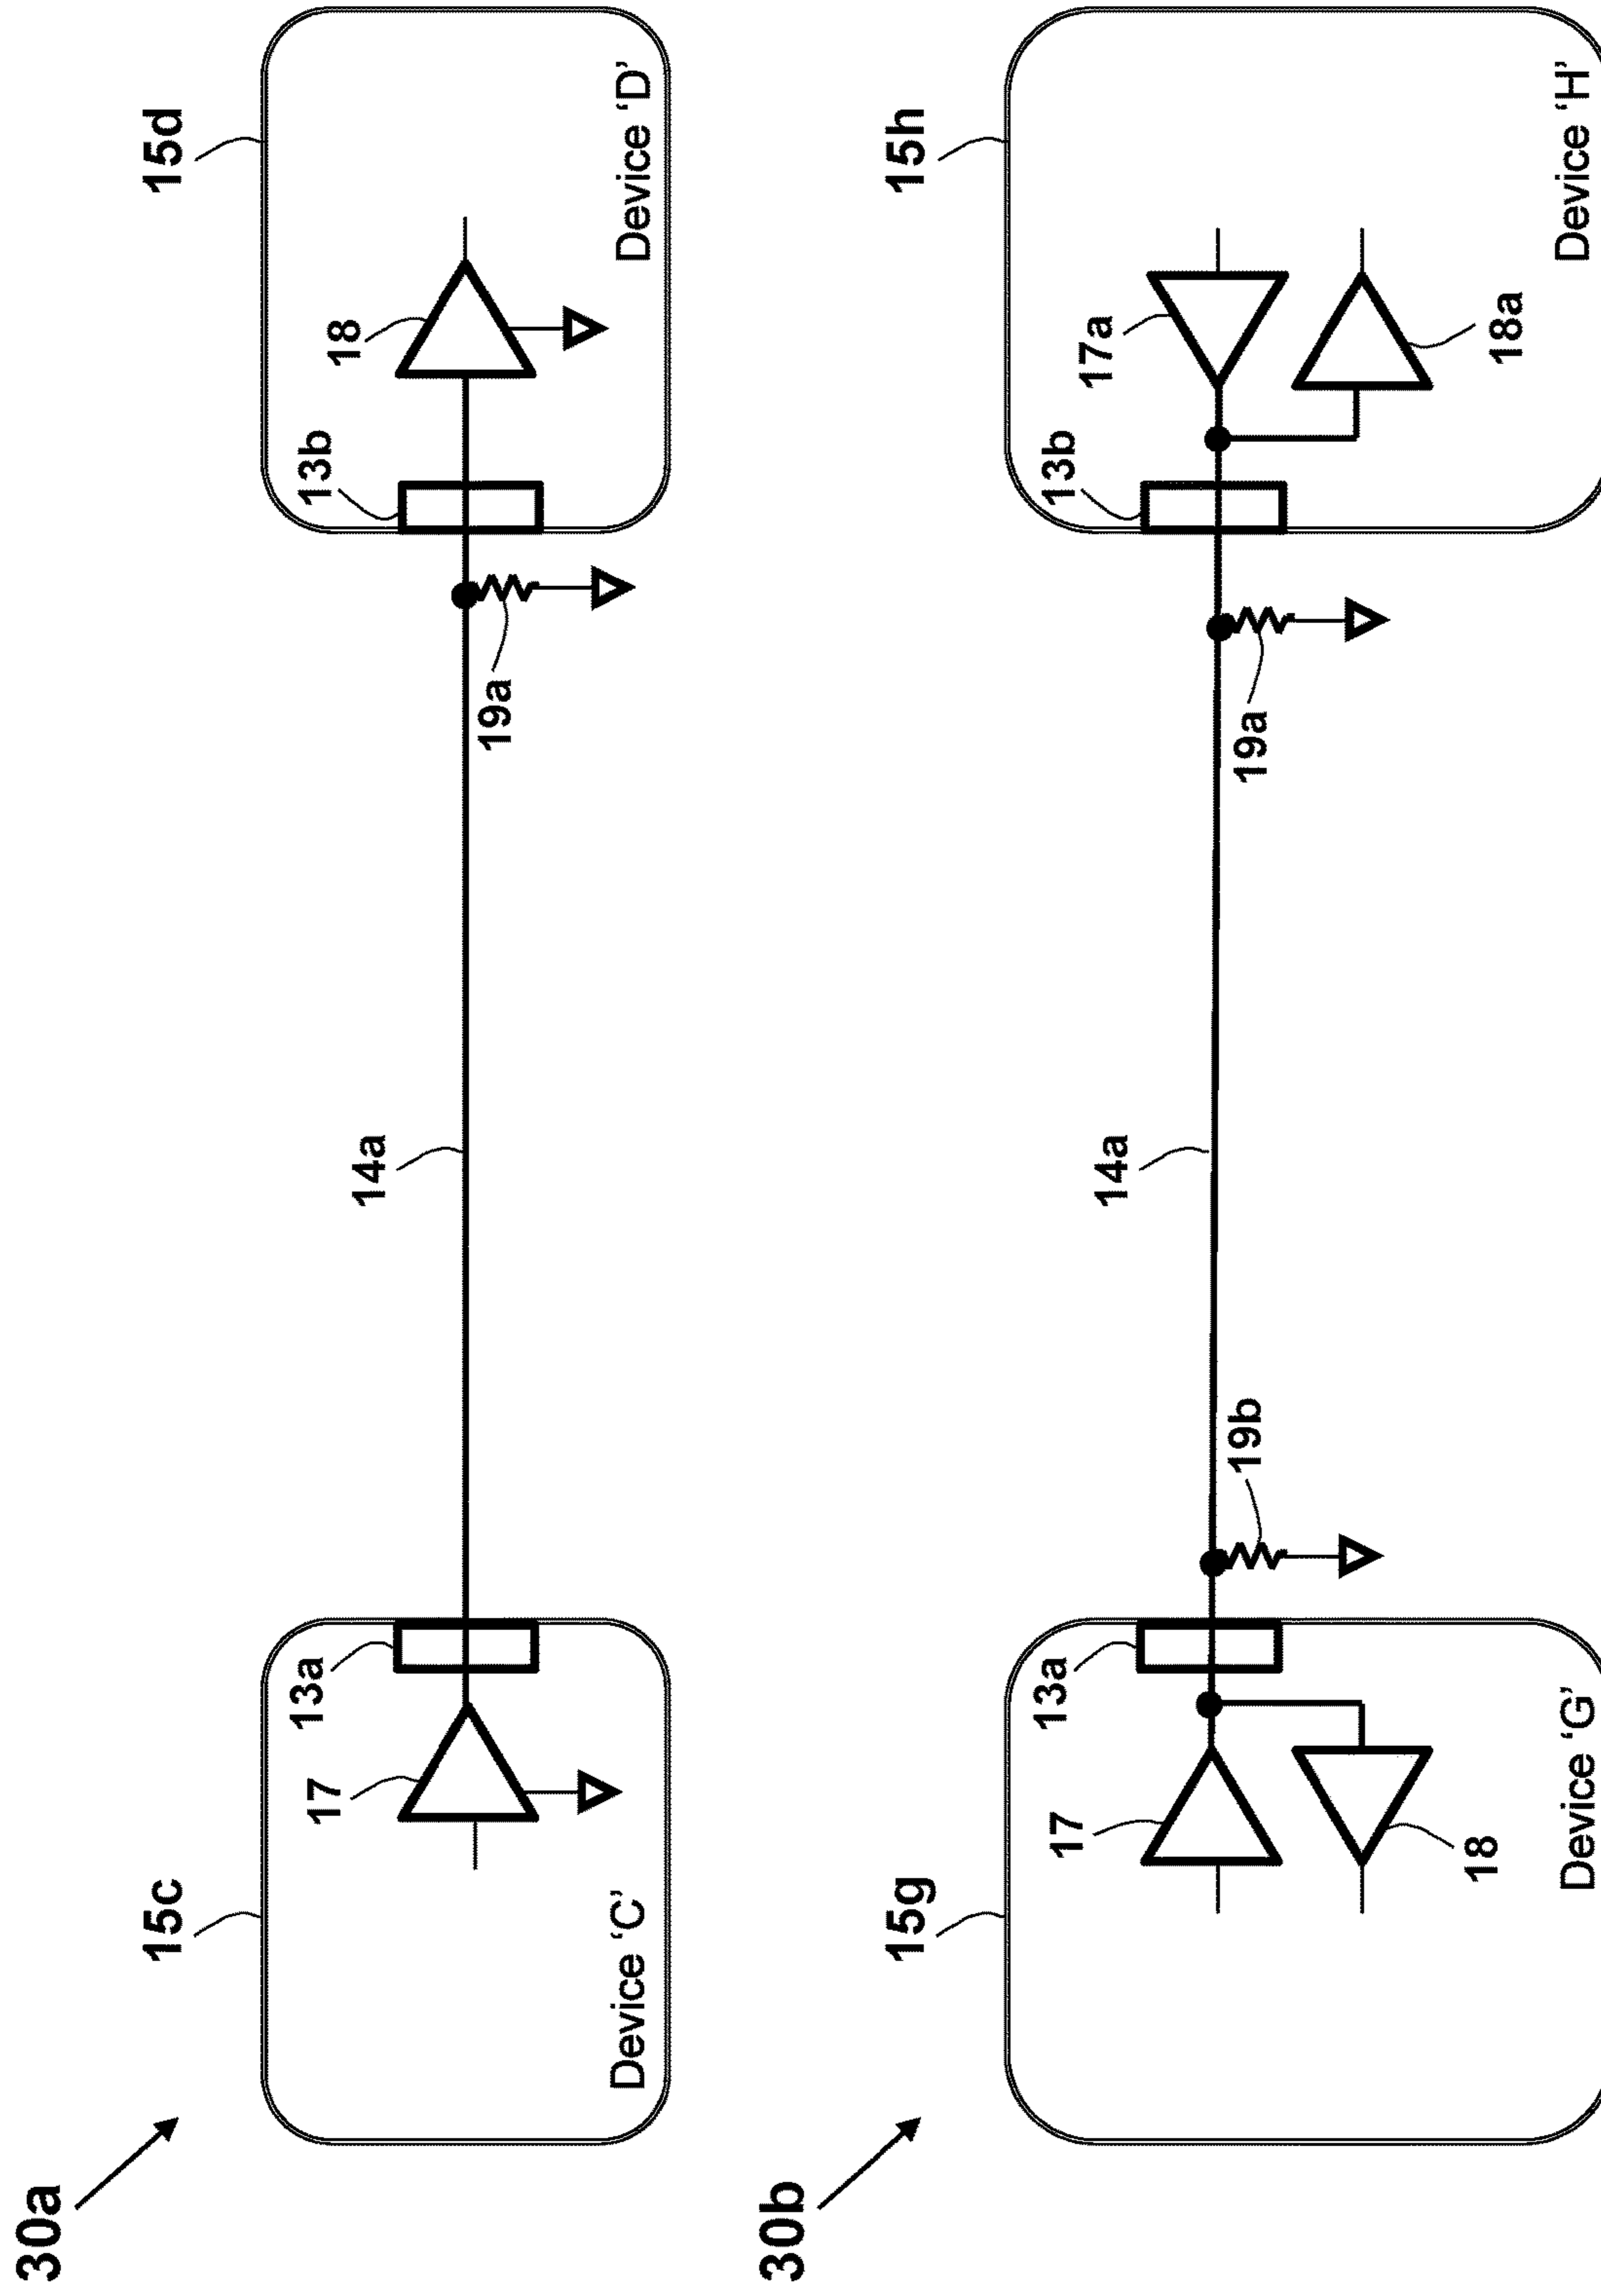 30a
15c
15d
17
13a
14a
19a
13b
18
Device ‘C’
Device ‘D’
30b
15g
15h
17
13a
19b
14a
19a
13b
17a
18
18a
Device ‘G’
Device ‘H’